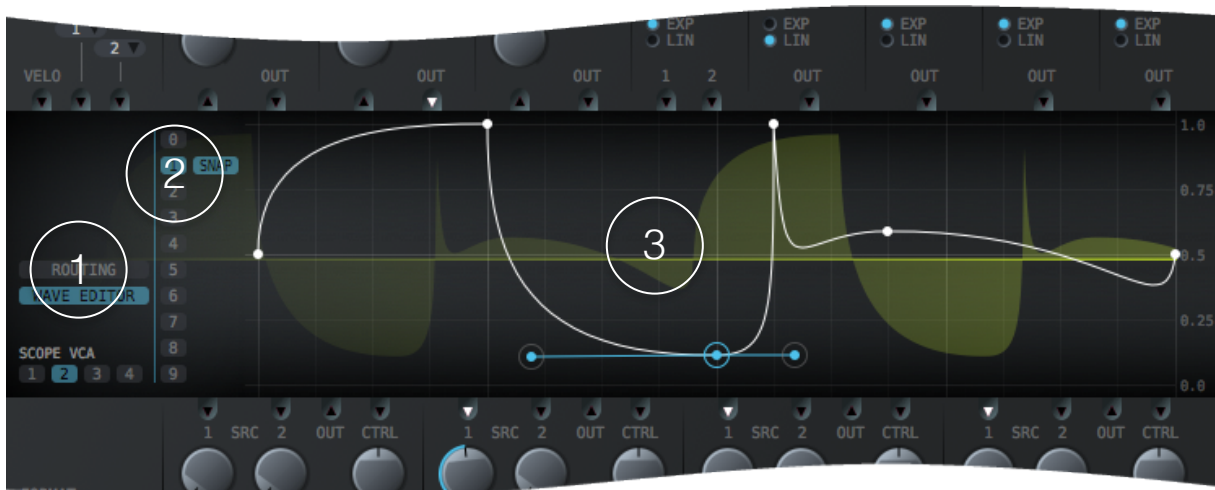 1
2
EXP EXP EXP EXP EXP
LIN LIN LIN LIN LIN
VELO OUT OUT OUT 1 2 OUT OUT OUT OUT
0
1 SNAP
2
2
3
4
ROUTING 5
1
WAVE EDITOR 6
7
SCOPE VCA 8
1 2 3 4 9
3
1.0
0.75
0.5
0.25
0.0
1 SRC 2 OUT CTRL 1 SRC 2 OUT CTRL 1 SRC 2 OUT CTRL 1 SRC 2 OUT CTRL